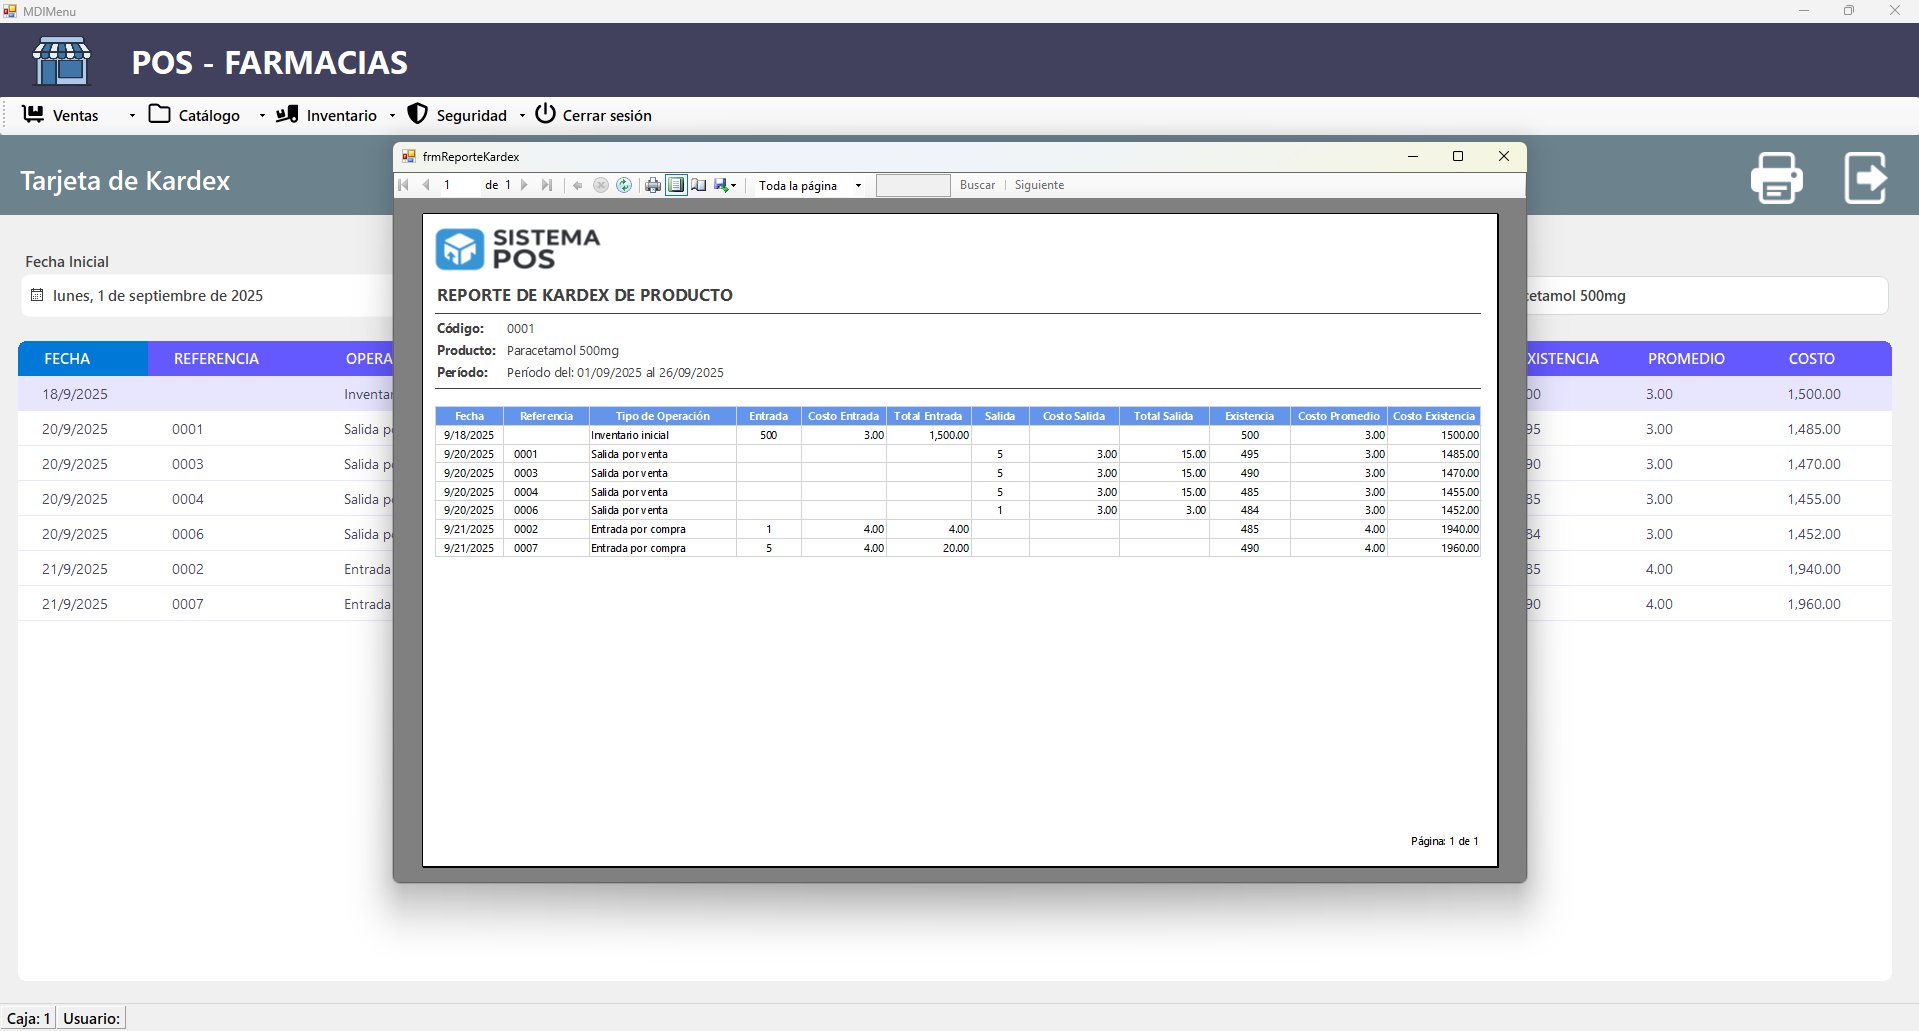 MDIMenu
POS - FARMACIAS
Ventas Catálogo Inventario Seguridad Cerrar sesión
Tarjeta de Kardex
Fecha Inicial
lunes, 1 de septiembre de 2025
etamol 500mg
FECHA REFERENCIA OPERA XISTENCIA PROMEDIO COSTO
18/9/2025 Inventar 00 3.00 1,500.00
20/9/2025 0001 Salida p 95 3.00 1,485.00
20/9/2025 0003 Salida p 90 3.00 1,470.00
20/9/2025 0004 Salida p 85 3.00 1,455.00
20/9/2025 0006 Salida p 84 3.00 1,452.00
21/9/2025 0002 Entrada 85 4.00 1,940.00
21/9/2025 0007 Entrada 90 4.00 1,960.00
frmReporteKardex
1 de 1 Toda la página Buscar Siguiente
SISTEMA
POS
REPORTE DE KARDEX DE PRODUCTO
Código: 0001
Producto: Paracetamol 500mg
Período: Período del: 01/09/2025 al 26/09/2025
Fecha Referencia Tipo de Operación Entrada Costo Entrada Total Entrada Salida Costo Salida Total Salida Existencia Costo Promedio Costo Existencia
9/18/2025 Inventario inicial 500 3.00 1,500.00 500 3.00 1500.00
9/20/2025 0001 Salida por venta 5 3.00 15.00 495 3.00 1485.00
9/20/2025 0003 Salida por venta 5 3.00 15.00 490 3.00 1470.00
9/20/2025 0004 Salida por venta 5 3.00 15.00 485 3.00 1455.00
9/20/2025 0006 Salida por venta 1 3.00 3.00 484 3.00 1452.00
9/21/2025 0002 Entrada por compra 1 4.00 4.00 485 4.00 1940.00
9/21/2025 0007 Entrada por compra 5 4.00 20.00 490 4.00 1960.00
Página: 1 de 1
Caja: 1 Usuario: